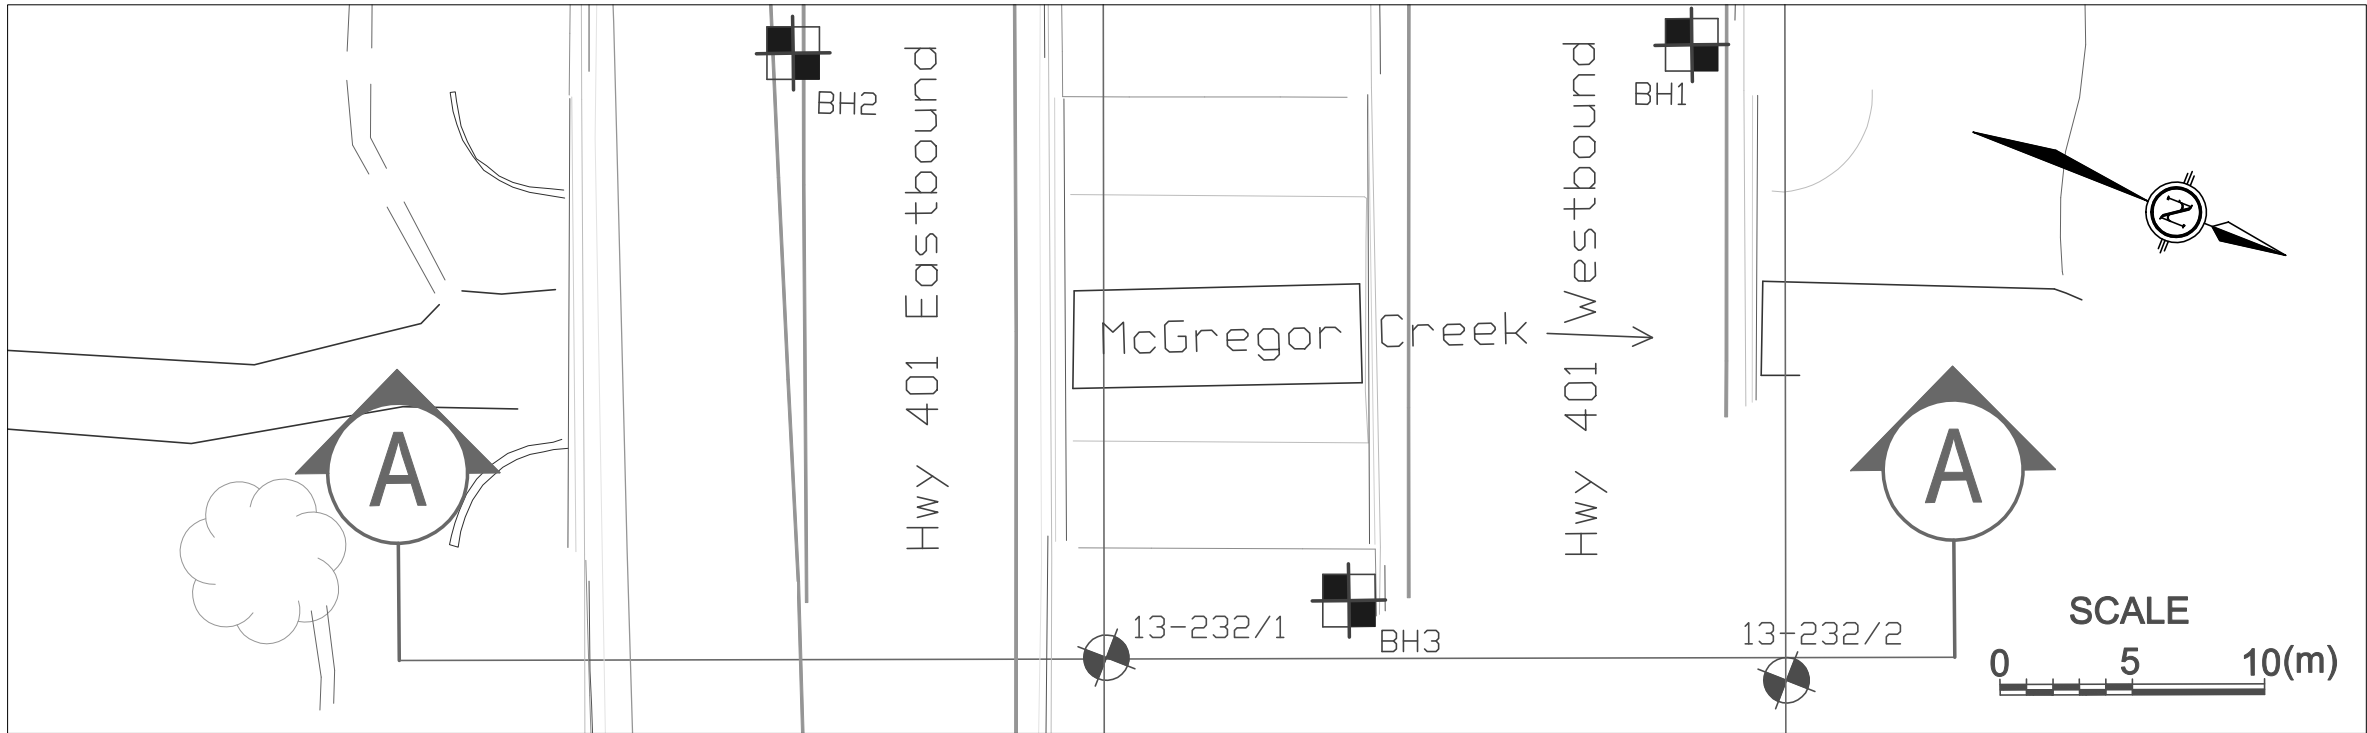 BH2
BH1
Hwy 401 Eastbound
Hwy 401 Westbound
N
McGregor Creek
A
A
13-232/1
BH3
13-232/2
SCALE
0 5 10(m)